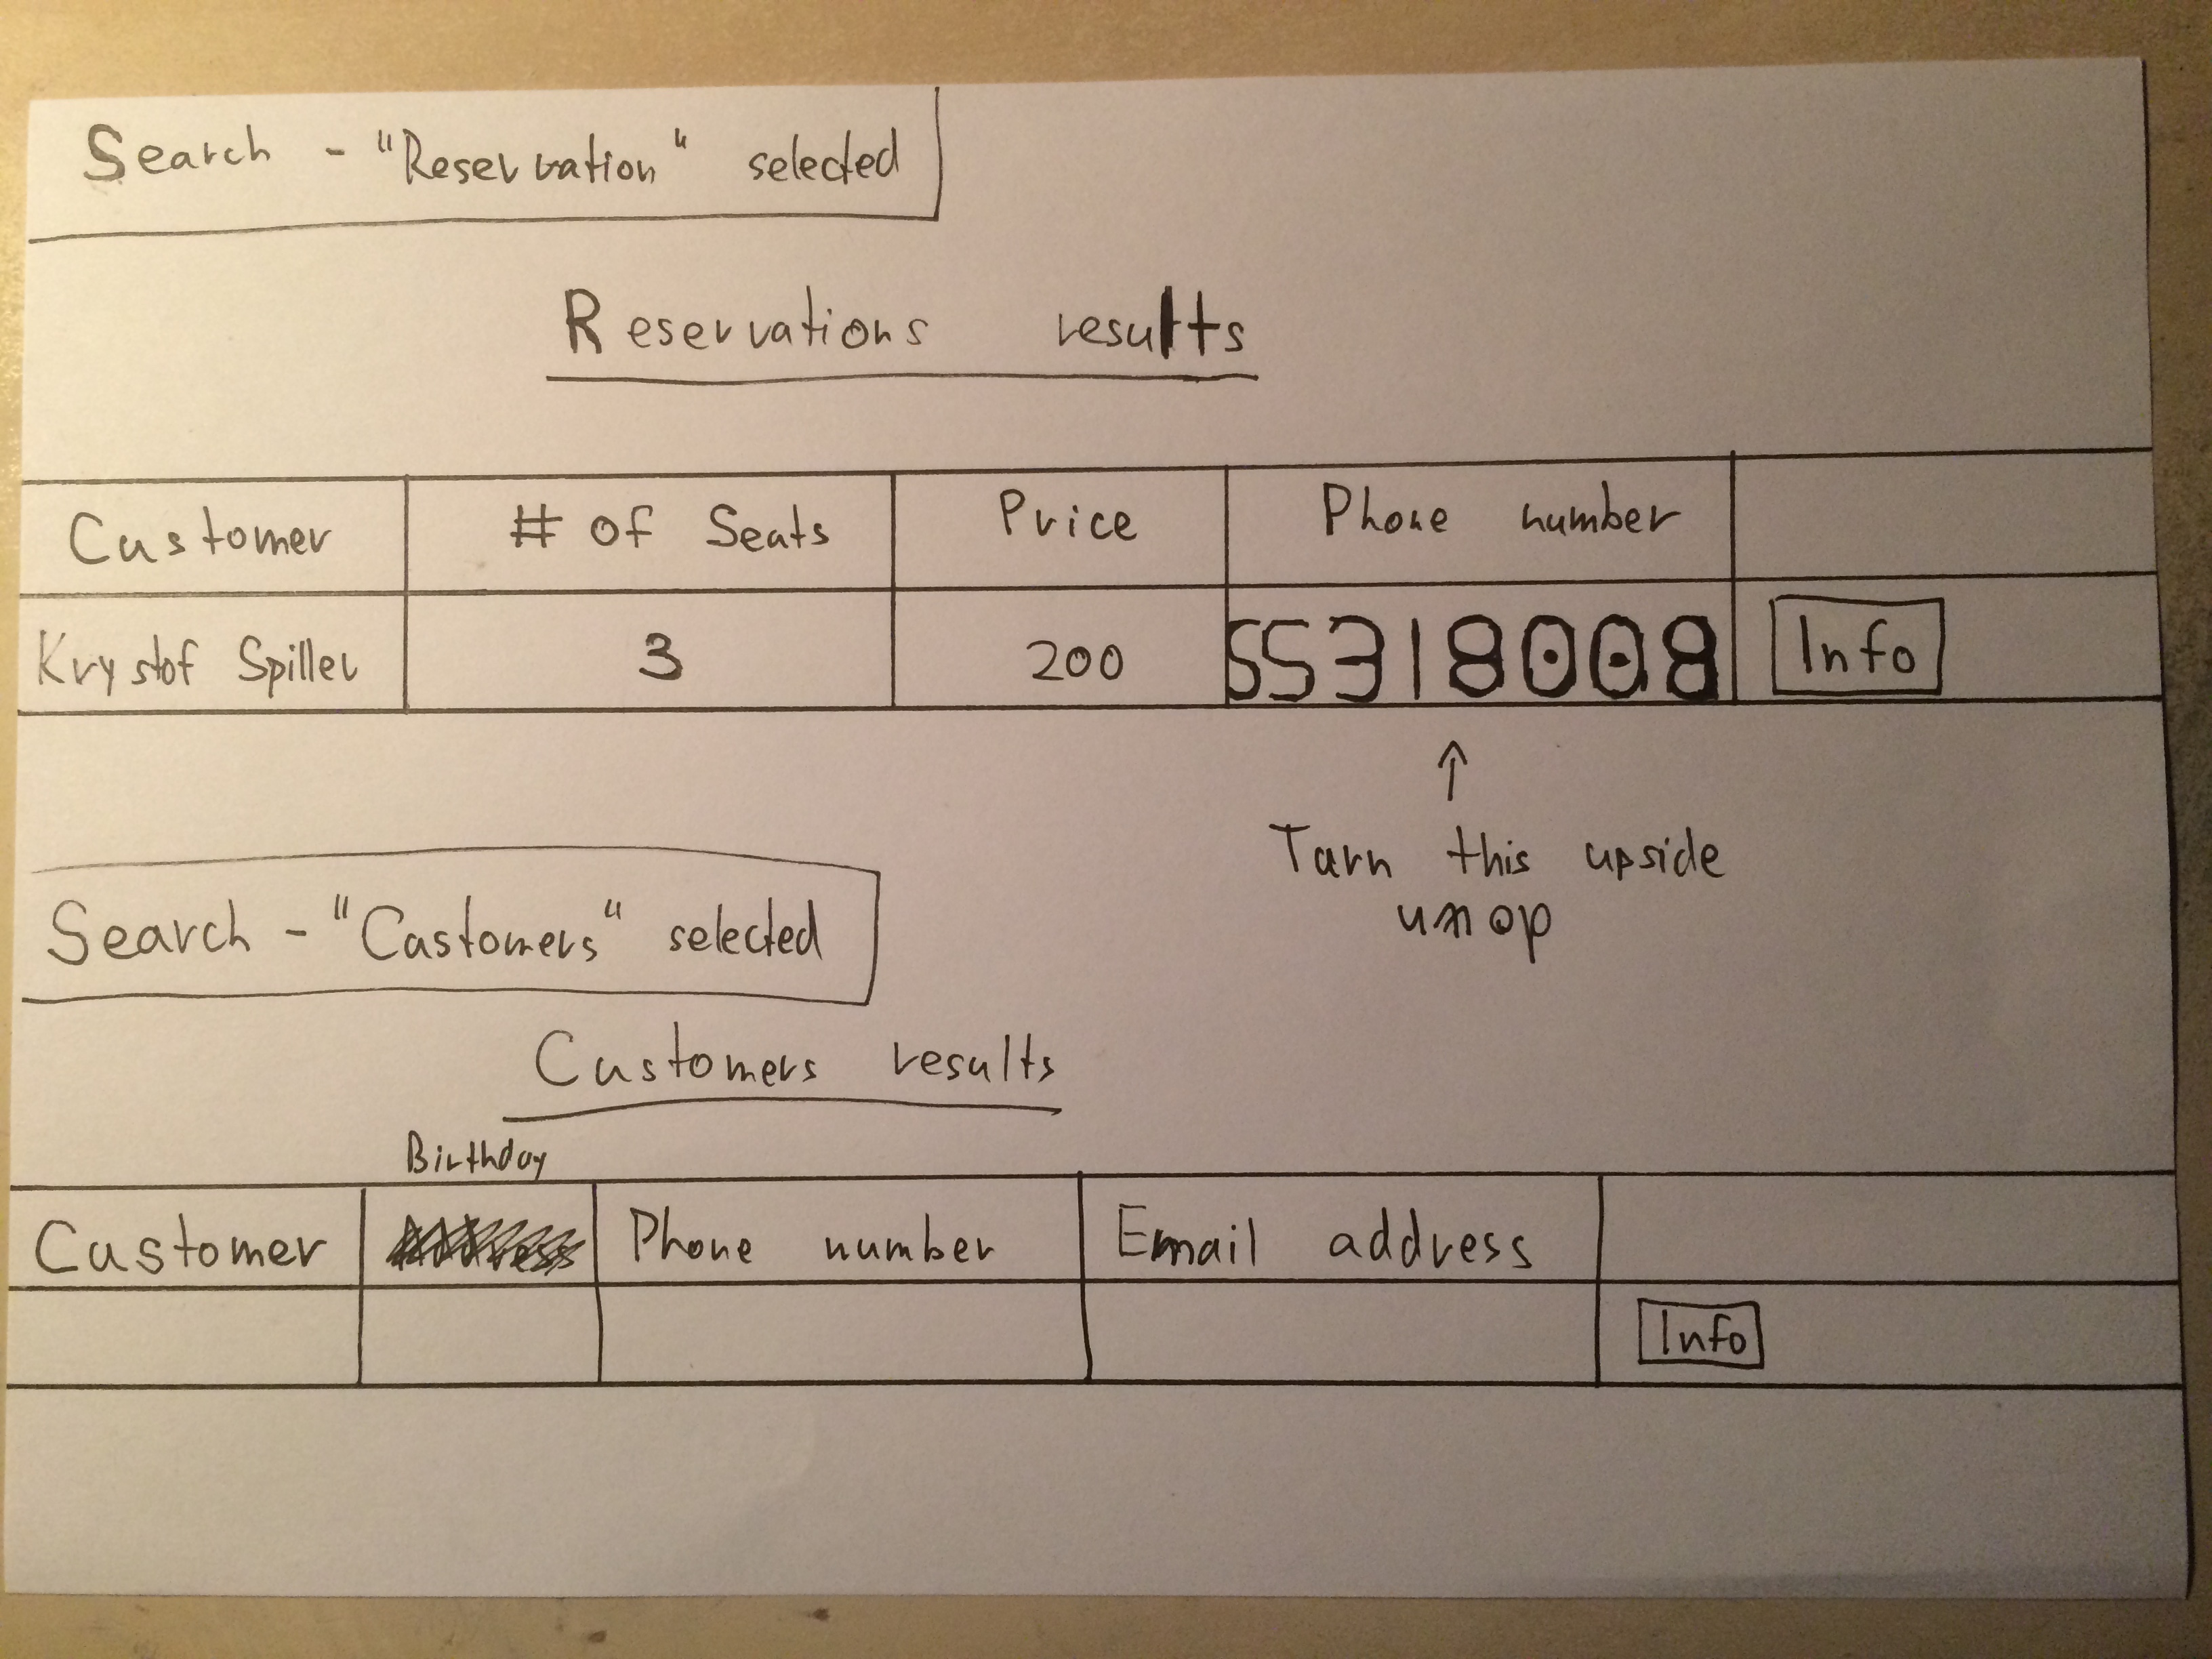 Search - "Reservation" selected
Reservations results
Customer # of Seats Price Phone number
Krystof Spiller 3 200 55318008 Info
↑
Turn this upside
uʍop
Search - "Customers" selected
Customers results
Birthday
Customer Address Phone number Email address
Info